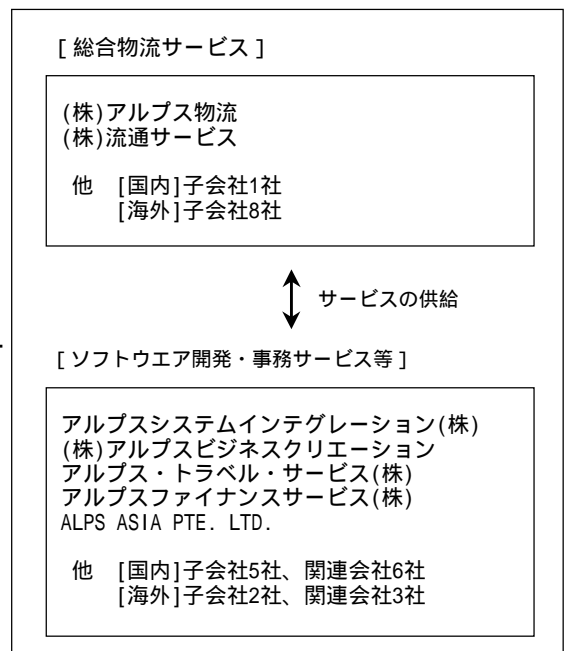 [ 総合物流サービス ]
(株)アルプス物流
(株)流通サービス
他 [国内]子会社1社
[海外]子会社8社
サービスの供給
[ ソフトウエア開発・事務サービス等 ]
アルプスシステムインテグレーション(株)
(株)アルプスビジネスクリエーション
アルプス・トラベル・サービス(株)
アルプスファイナンスサービス(株)
ALPS ASIA PTE. LTD.
他 [国内]子会社5社、関連会社6社
[海外]子会社2社、関連会社3社